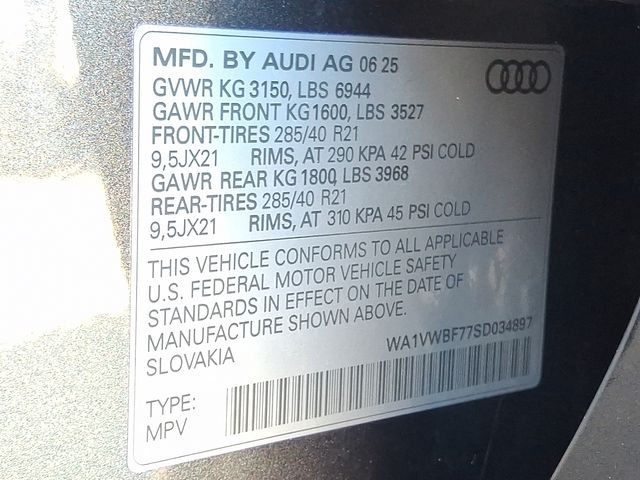 MFD. BY AUDI AG 06 25
GVWR KG 3150, LBS 6944
GAWR FRONT KG1600, LBS 3527
FRONT-TIRES 285/40 R21
9,5JX21 RIMS, AT 290 KPA 42 PSI COLD
GAWR REAR KG 1800, LBS 3968
REAR-TIRES 285/40 R21
9,5JX21 RIMS, AT 310 KPA 45 PSI COLD
THIS VEHICLE CONFORMS TO ALL APPLICABLE
U.S. FEDERAL MOTOR VEHICLE SAFETY
STANDARDS IN EFFECT ON THE DATE OF
MANUFACTURE SHOWN ABOVE.
SLOVAKIA
WA1VWBF77SD034897
TYPE:
MPV